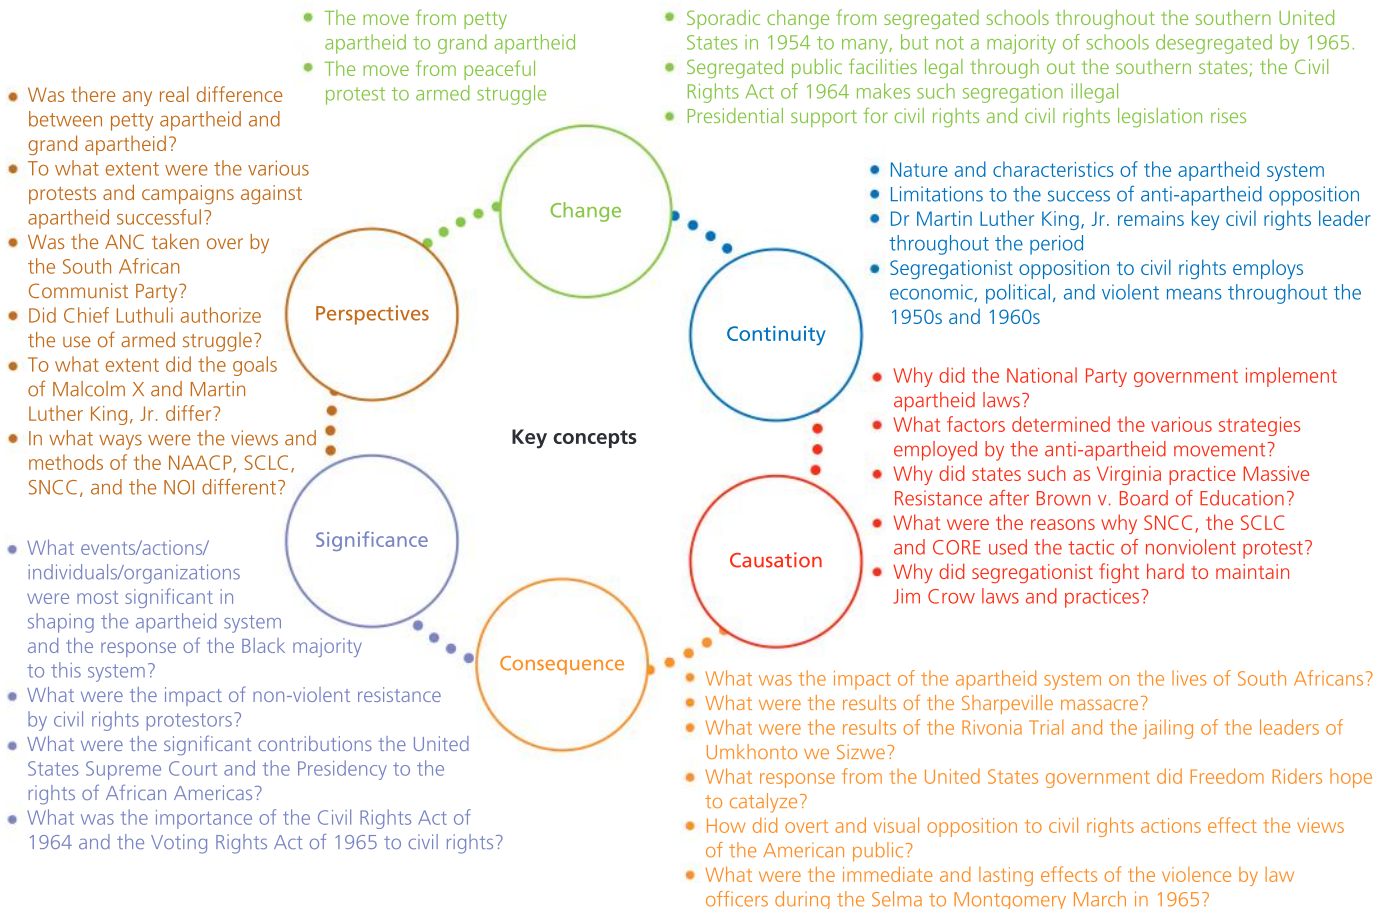 The move from petty
apartheid to grand apartheid
The move from peaceful
protest to armed struggle
Sporadic change from segregated schools throughout the southern United
States in 1954 to many, but not a majority of schools desegregated by 1965.
Segregated public facilities legal through out the southern states; the Civil
Rights Act of 1964 makes such segregation illegal
Presidential support for civil rights and civil rights legislation rises
Change
Nature and characteristics of the apartheid system
Limitations to the success of anti-apartheid opposition
Dr Martin Luther King, Jr. remains key civil rights leader
throughout the period
Segregationist opposition to civil rights employs
economic, political, and violent means throughout the
1950s and 1960s
Continuity
Why did the National Party government implement
apartheid laws?
What factors determined the various strategies
employed by the anti-apartheid movement?
Why did states such as Virginia practice Massive
Resistance after Brown v. Board of Education?
What were the reasons why SNCC, the SCLC
and CORE used the tactic of nonviolent protest?
Why did segregationist fight hard to maintain
Jim Crow laws and practices?
Causation
What was the impact of the apartheid system on the lives of South Africans?
What were the results of the Sharpeville massacre?
What were the results of the Rivonia Trial and the jailing of the leaders of
Umkhonto we Sizwe?
What response from the United States government did Freedom Riders hope
to catalyze?
How did overt and visual opposition to civil rights actions effect the views
of the American public?
What were the immediate and lasting effects of the violence by law
officers during the Selma to Montgomery March in 1965?
Consequence
What events/actions/
individuals/organizations
were most significant in
shaping the apartheid system
and the response of the Black majority
to this system?
What were the impact of non-violent resistance
by civil rights protestors?
What were the significant contributions the United
States Supreme Court and the Presidency to the
rights of African Americas?
What was the importance of the Civil Rights Act of
1964 and the Voting Rights Act of 1965 to civil rights?
Significance
Was there any real difference
between petty apartheid and
grand apartheid?
To what extent were the various
protests and campaigns against
apartheid successful?
Was the ANC taken over by
the South African
Communist Party?
Did Chief Luthuli authorize
the use of armed struggle?
To what extent did the goals
of Malcolm X and Martin
Luther King, Jr. differ?
In what ways were the views and
methods of the NAACP, SCLC,
SNCC, and the NOI different?
Perspectives
Key concepts